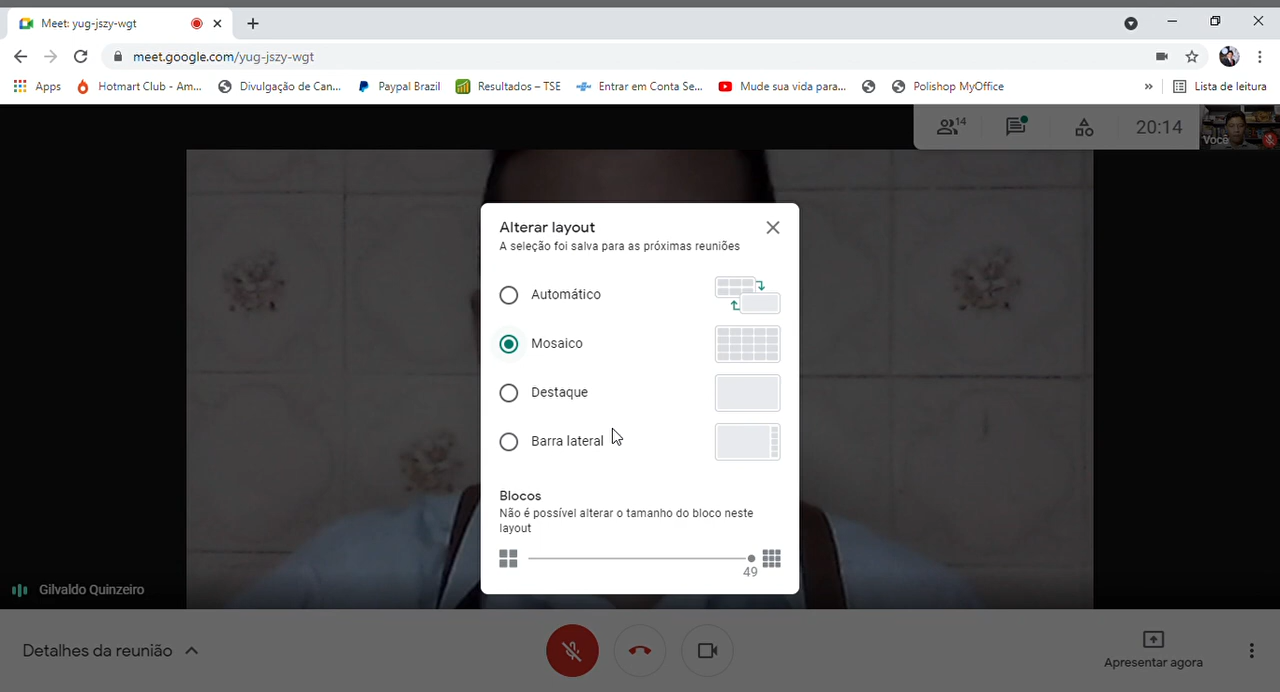 Meet: yug-jszy-wgt
meet.google.com/yug-jszy-wgt
Apps
Hotmart Club - Am...
Divulgação de Can...
Paypal Brazil
Resultados – TSE
Entrar em Conta Se...
Mude sua vida para...
Polishop MyOffice
»
Lista de leitura
14
20:14
Você
Alterar layout
A seleção foi salva para as próximas reuniões
Automático
Mosaico
Destaque
Barra lateral
Blocos
Não é possível alterar o tamanho do bloco neste
layout
49
Gilvaldo Quinzeiro
Detalhes da reunião
Apresentar agora